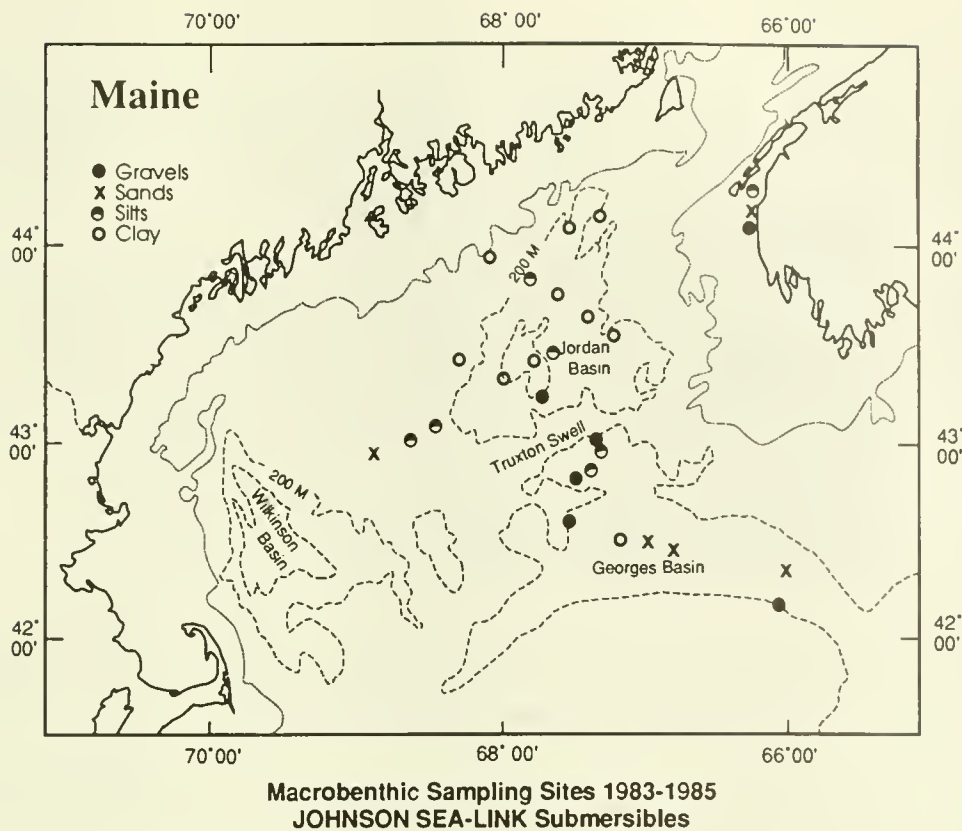 70°00'
68°00'
66°00'
Maine
Gravels
x Sands
Silts
Clay
44°
00'
44°
00'
200 M
Jordan
Basin
43°
00'
43°
00'
Truxton Swell
200 M
Wilkinson
Basin
Georges Basin
42°
00'
42°
00'
70°00'
68°00'
66°00'
Macrobenthic Sampling Sites 1983-1985
JOHNSON SEA-LINK Submersibles